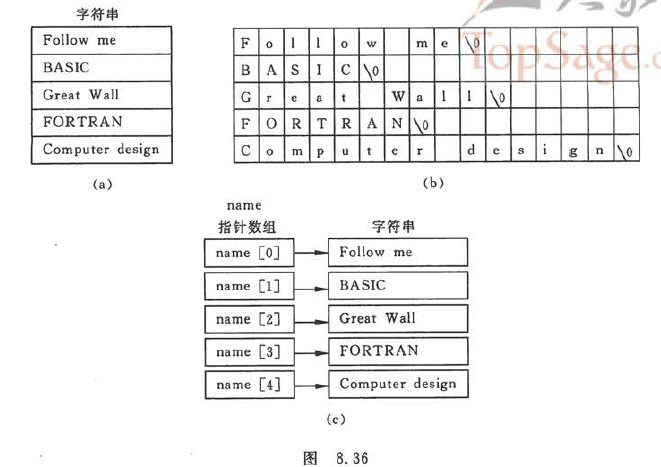 字符串
Follow me
BASIC
Great Wall
FORTRAN
Computer design
(a)
TopSage.c
F o l l o w m e \0
B A S I C \0
G r e a t W a l l \0
F O R T R A N \0
C o m p u t e r d e s i g n \0
(b)
name
指针数组 字符串
name [0] Follow me
name [1] BASIC
name [2] Great Wall
name [3] FORTRAN
name [4] Computer design
(c)
图 8.36